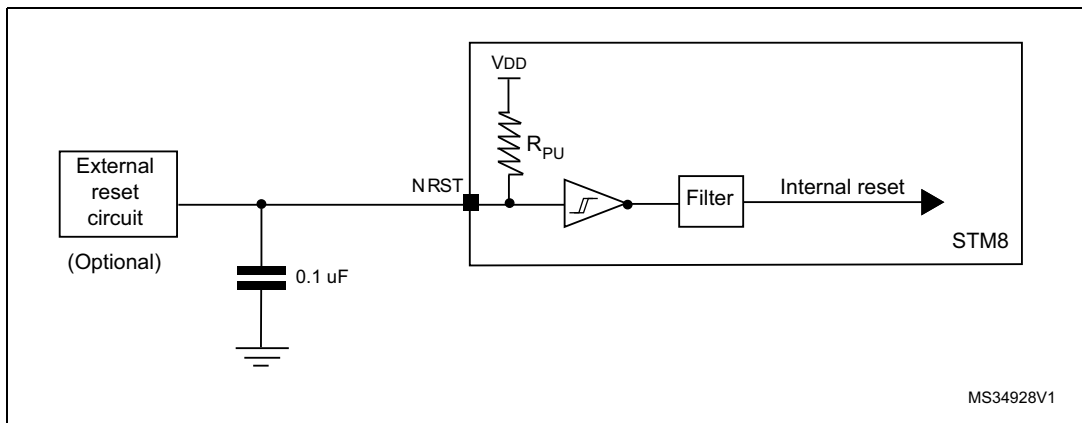 VDD
RPU
External
reset
circuit
(Optional)
NRST
0.1 uF
Filter
Internal reset
STM8
MS34928V1